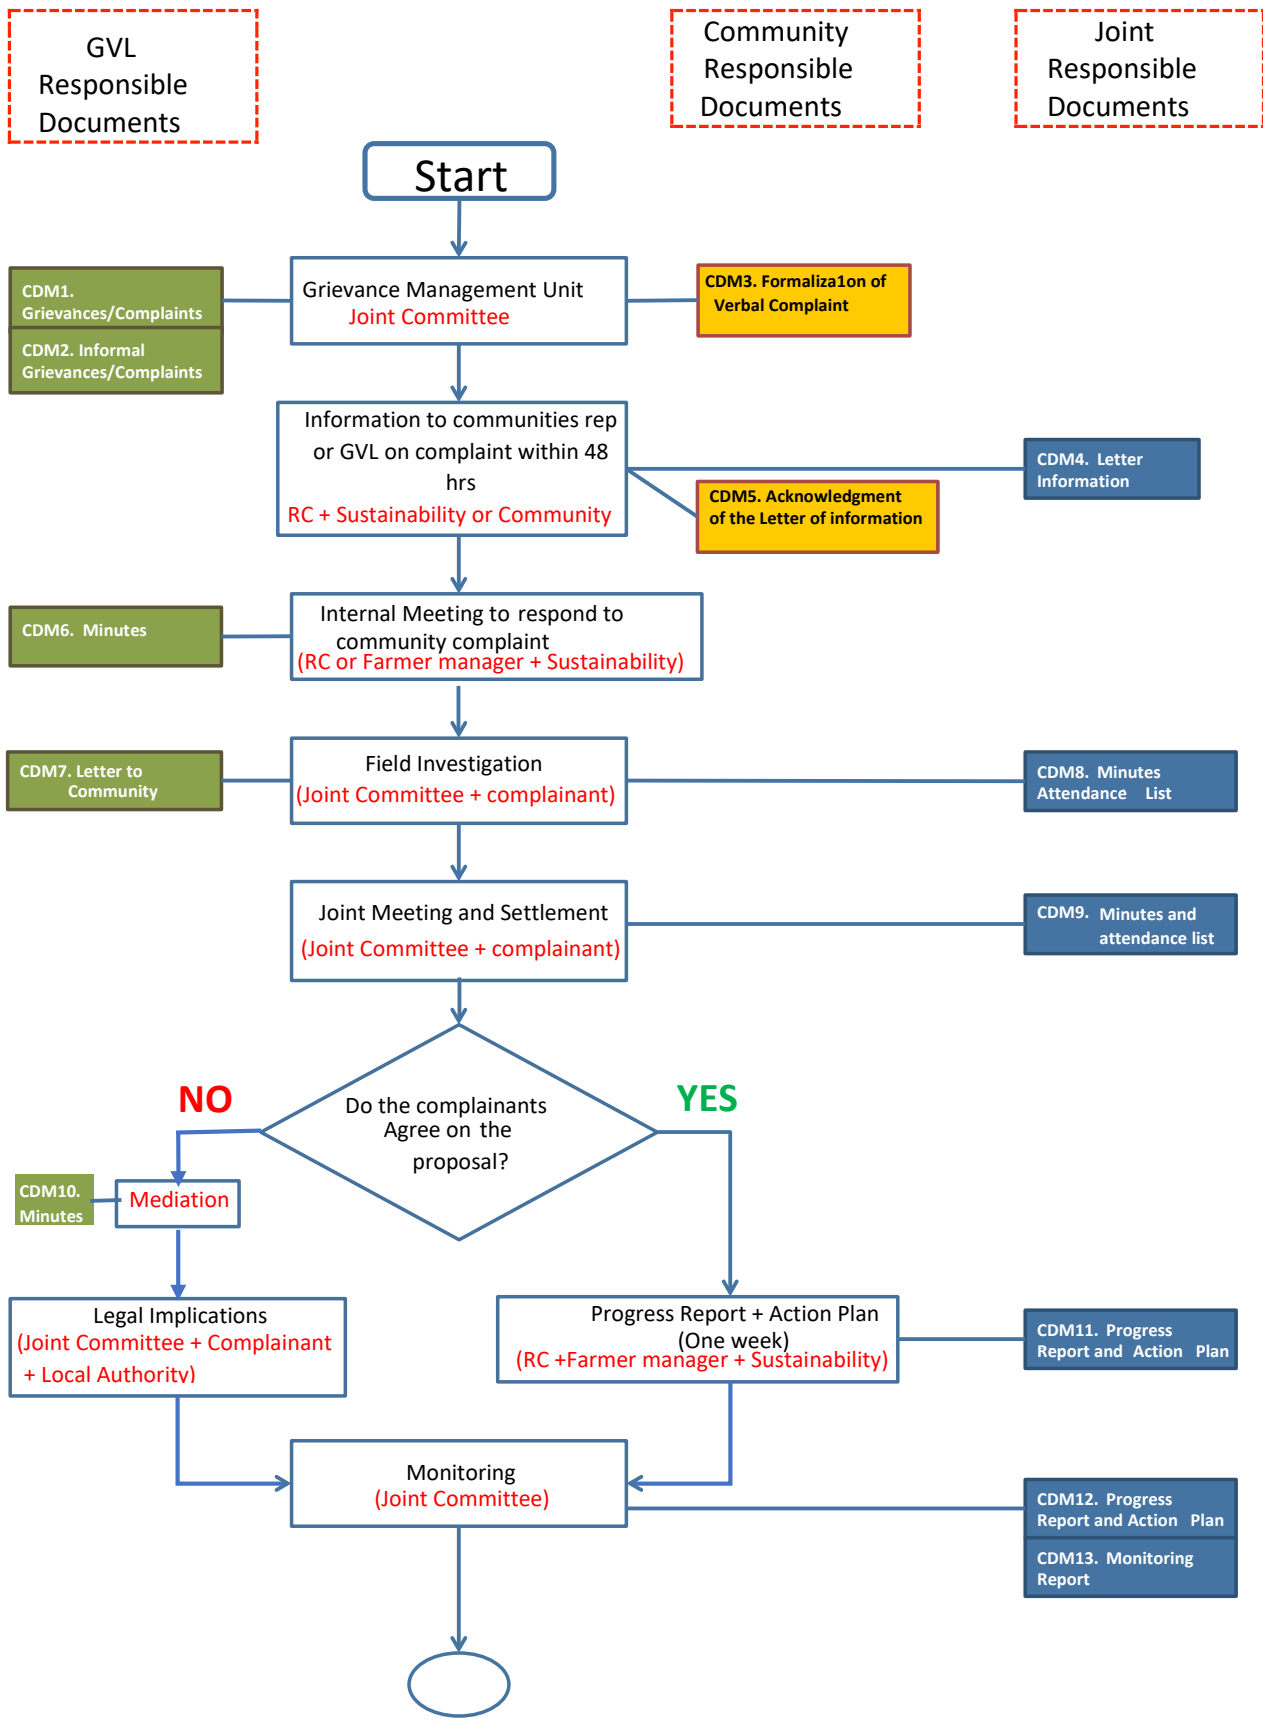 GVL
Responsible
Documents
Community
Responsible
Documents
Joint
Responsible
Documents
Start
CDM1.
Grievances/Complaints
CDM2. Informal
Grievances/Complaints
Grievance Management Unit
Joint Committee
CDM3. Formaliza1on of
Verbal Complaint
Information to communities rep
or GVL on complaint within 48
hrs
RC + Sustainability or Community
CDM4. Letter
Information
CDM5. Acknowledgment
of the Letter of information
CDM6. Minutes
Internal Meeting to respond to
community complaint
(RC or Farmer manager + Sustainability)
CDM7. Letter to
Community
Field Investigation
(Joint Committee + complainant)
CDM8. Minutes
Attendance List
Joint Meeting and Settlement
(Joint Committee + complainant)
CDM9. Minutes and
attendance list
NO
YES
Do the complainants
Agree on the
proposal?
CDM10.
Minutes
Mediation
Legal Implications
(Joint Committee + Complainant
+ Local Authority)
Progress Report + Action Plan
(One week)
(RC +Farmer manager + Sustainability)
CDM11. Progress
Report and Action Plan
Monitoring
(Joint Committee)
CDM12. Progress
Report and Action Plan
CDM13. Monitoring
Report